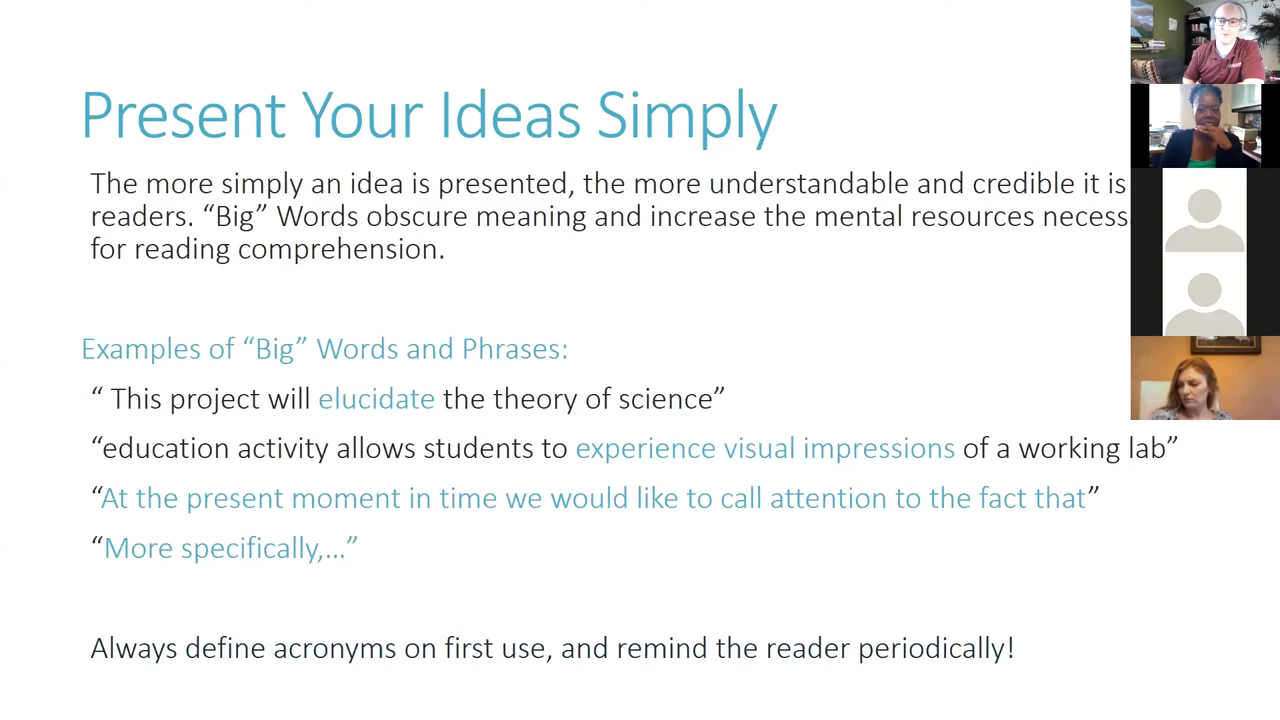 Present Your Ideas Simply
The more simply an idea is presented, the more understandable and credible it is
readers. “Big” Words obscure meaning and increase the mental resources
for reading comprehension.
Examples of “Big” Words and Phrases:
“ This project will elucidate the theory of science”
“education activity allows students to experience visual impressions of a working lab”
“At the present moment in time we would like to call attention to the fact that”
“More specifically,...”
Always define acronyms on first use, and remind the reader periodically!